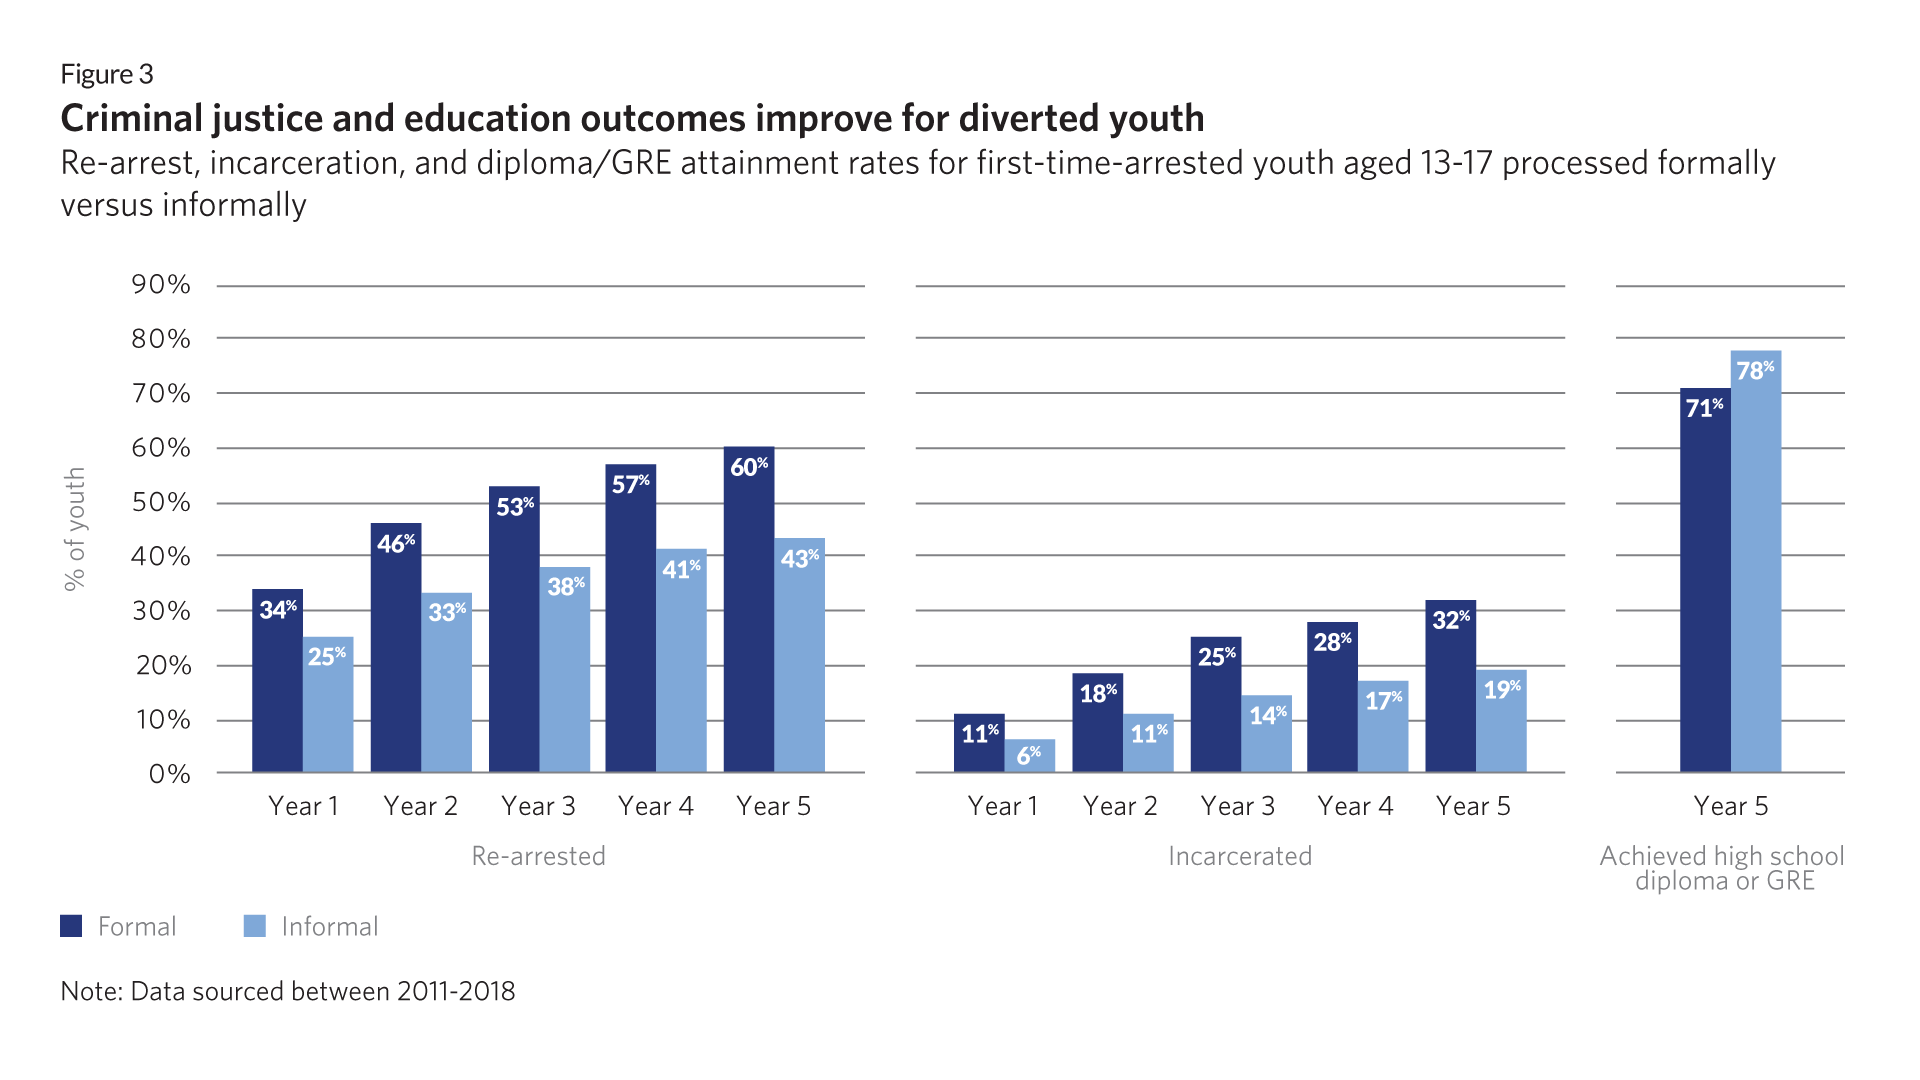 Figure 3
Criminal justice and education outcomes improve for diverted youth
Re-arrest, incarceration, and diploma/GRE attainment rates for first-time-arrested youth aged 13-17 processed formally
versus informally
% of youth
90%
80%
70%
60%
50%
40%
30%
20%
10%
0%
34%
25%
46%
33%
53%
38%
57%
41%
60%
43%
11%
6%
18%
11%
25%
14%
28%
17%
32%
19%
71%
78%
Year 1
Year 2
Year 3
Year 4
Year 5
Year 1
Year 2
Year 3
Year 4
Year 5
Year 5
Re-arrested
Incarcerated
Achieved high school
diploma or GRE
Formal
Informal
Note: Data sourced between 2011-2018